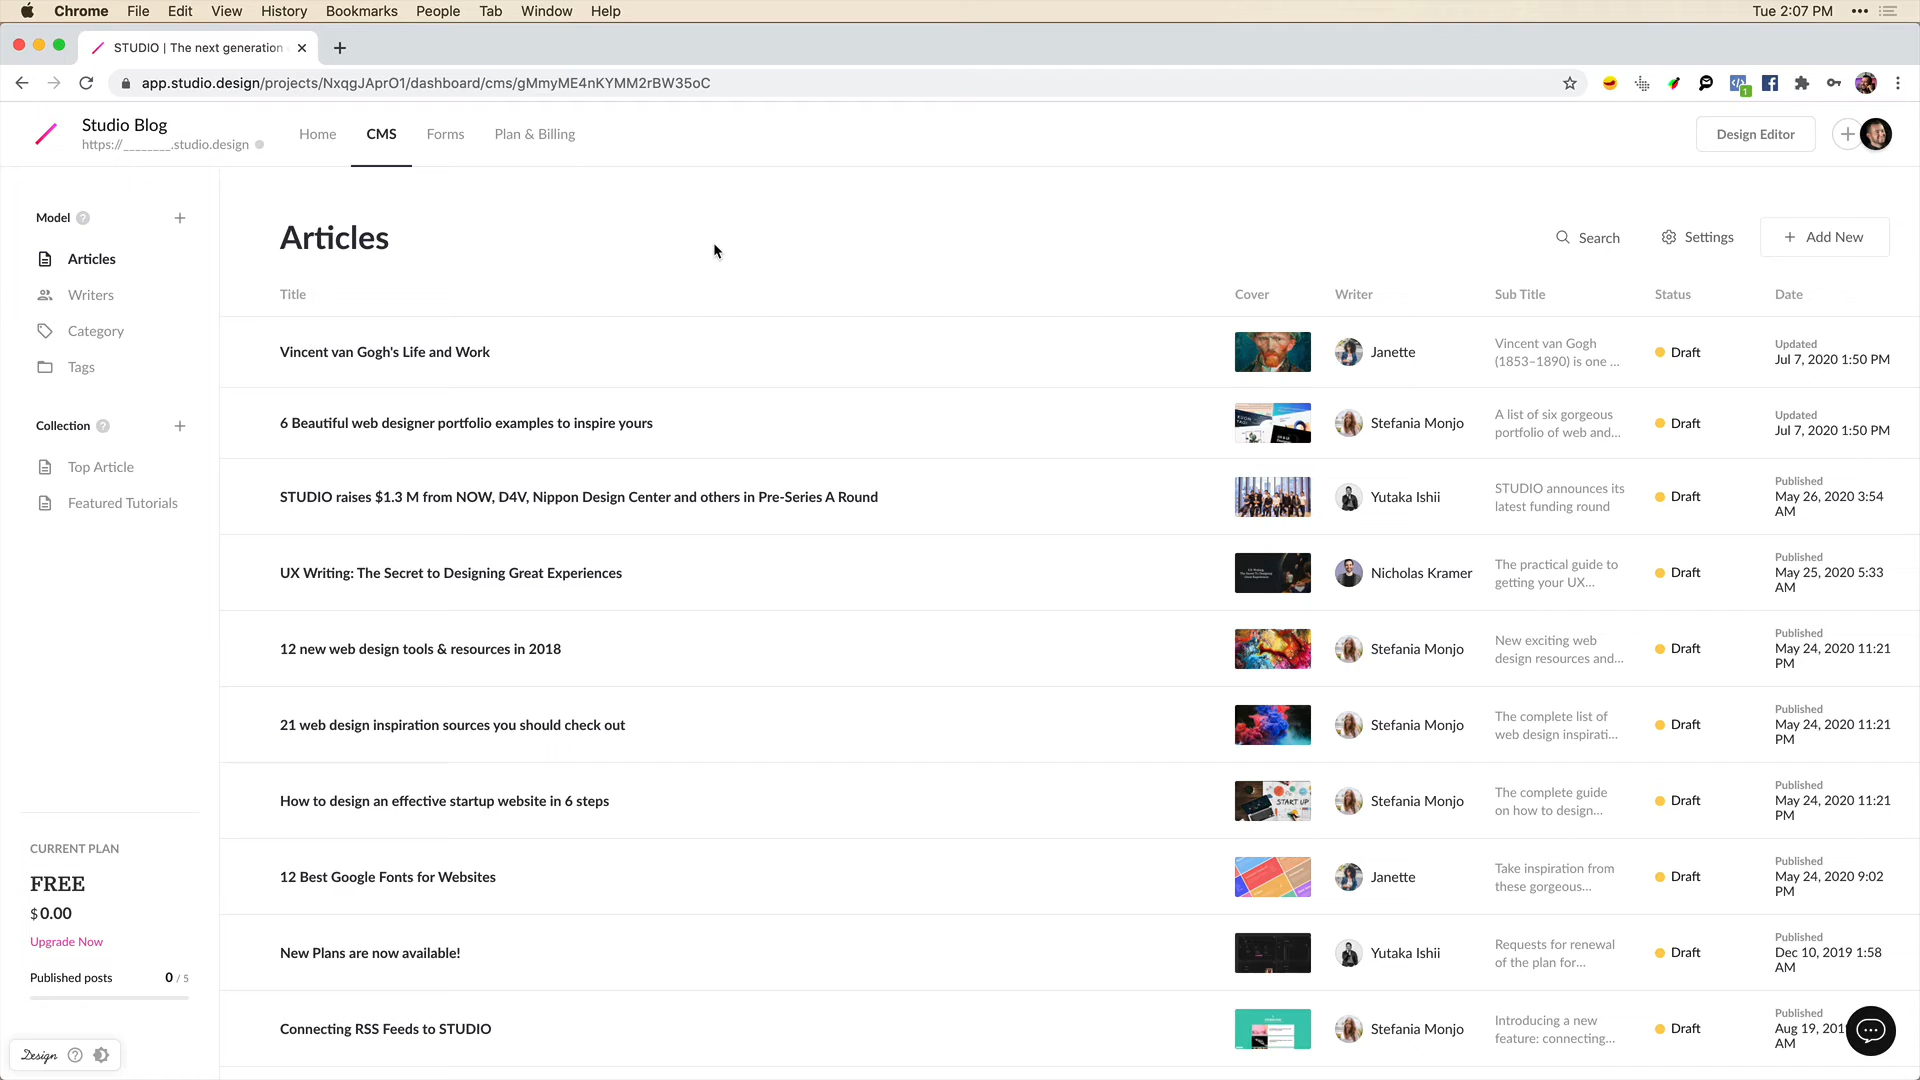 Chrome File Edit View History Bookmarks People Tab Window Help Tue 2:07 PM
STUDIO | The next generation
app.studio.design/projects/NxqgJAprO1/dashboard/cms/gMmyME4nKYMM2rBW35oC
1
Studio Blog
https://________.studio.design
Home CMS Forms Plan & Billing Design Editor
Model ?
Articles
Writers
Category
Tags
Collection ?
Top Article
Featured Tutorials
CURRENT PLAN
FREE
$ 0.00
Upgrade Now
Published posts 0 / 5
Design ?
Articles
Search Settings + Add New
Title Cover Writer Sub Title Status Date
Vincent van Gogh's Life and Work
Janette
Vincent van Gogh
(1853–1890) is one ...
Draft
Updated
Jul 7, 2020 1:50 PM
6 Beautiful web designer portfolio examples to inspire yours
Stefania Monjo
A list of six gorgeous
portfolio of web and...
Draft
Updated
Jul 7, 2020 1:50 PM
STUDIO raises $1.3 M from NOW, D4V, Nippon Design Center and others in Pre-Series A Round
Yutaka Ishii
STUDIO announces its
latest funding round
Draft
Published
May 26, 2020 3:54
AM
UX Writing: The Secret to Designing Great Experiences
Nicholas Kramer
The practical guide to
getting your UX...
Draft
Published
May 25, 2020 5:33
AM
12 new web design tools & resources in 2018
Stefania Monjo
New exciting web
design resources and...
Draft
Published
May 24, 2020 11:21
PM
21 web design inspiration sources you should check out
Stefania Monjo
The complete list of
web design inspirati...
Draft
Published
May 24, 2020 11:21
PM
How to design an effective startup website in 6 steps
START UP
Stefania Monjo
The complete guide
on how to design...
Draft
Published
May 24, 2020 11:21
PM
12 Best Google Fonts for Websites
Janette
Take inspiration from
these gorgeous...
Draft
Published
May 24, 2020 9:02
PM
New Plans are now available!
Yutaka Ishii
Requests for renewal
of the plan for...
Draft
Published
Dec 10, 2019 1:58
AM
Connecting RSS Feeds to STUDIO
Stefania Monjo
Introducing a new
feature: connecting...
Draft
Published
Aug 19, 201
AM